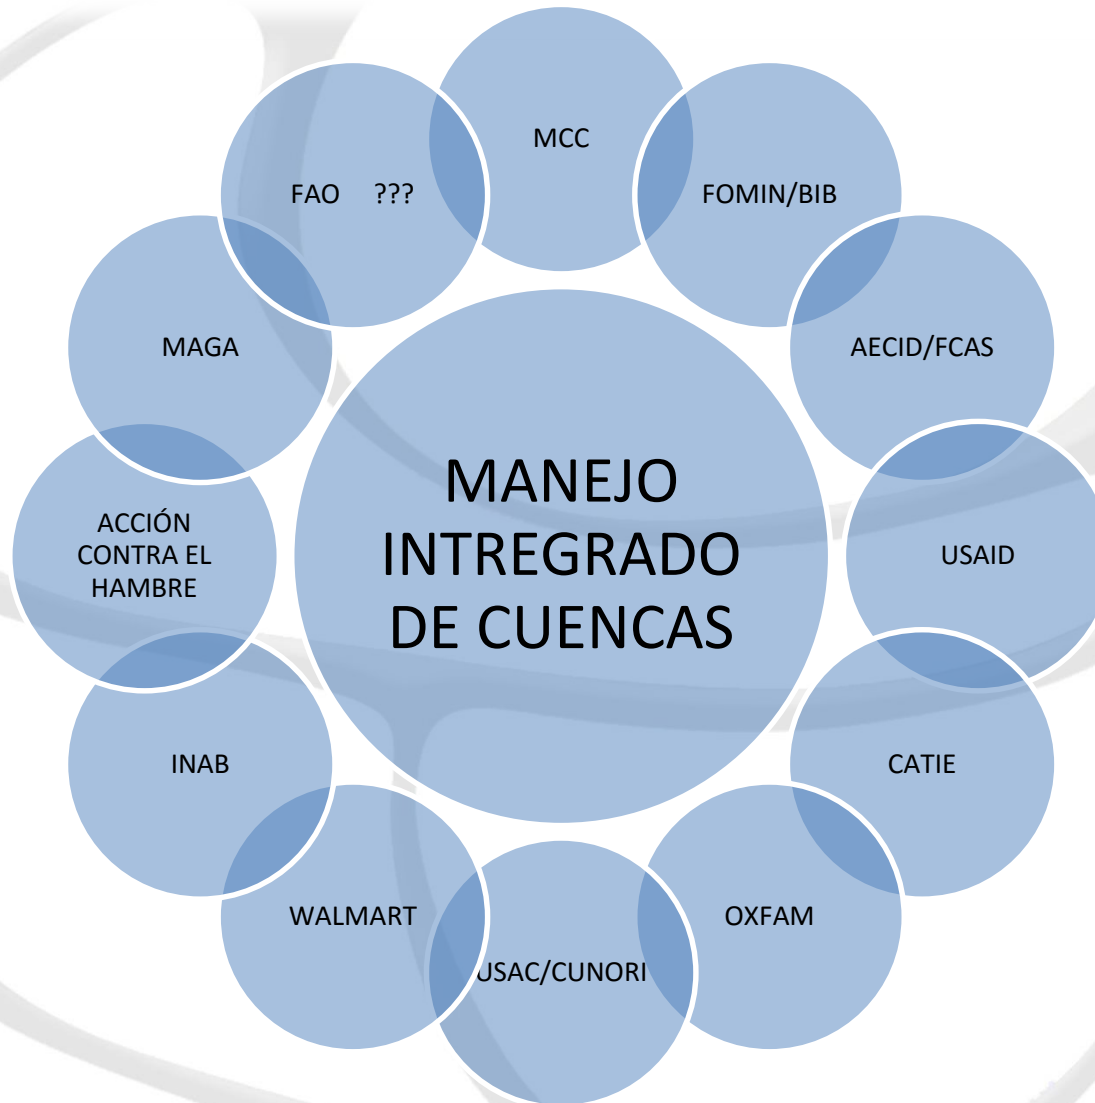 MCC
FOMIN/BIB
AECID/FCAS
USAID
CATIE
OXFAM
USAC/CUNORI
WALMART
INAB
ACCIÓN
CONTRA EL
HAMBRE
MAGA
FAO ???
MANEJO
INTREGRADO
DE CUENCAS